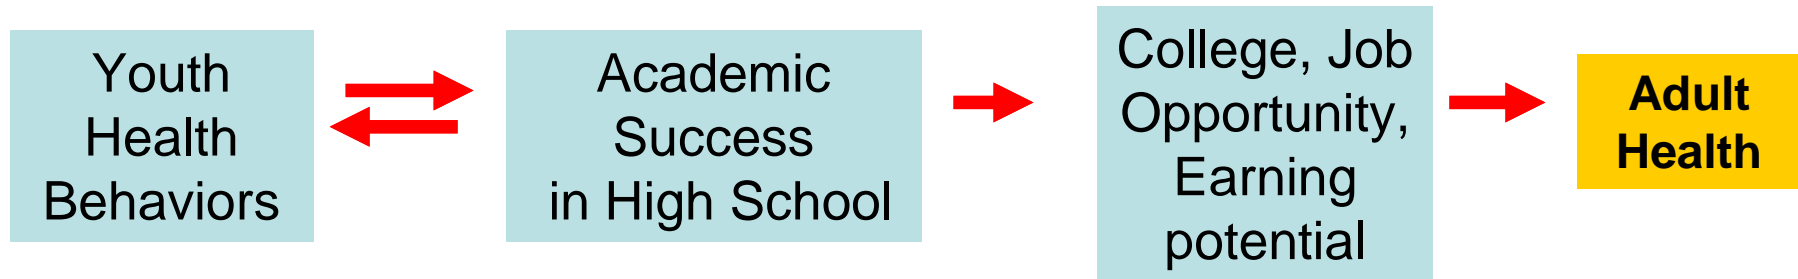 Youth
Health
Behaviors
Academic
Success
in High School
College, Job
Opportunity,
Earning
potential
Adult
Health